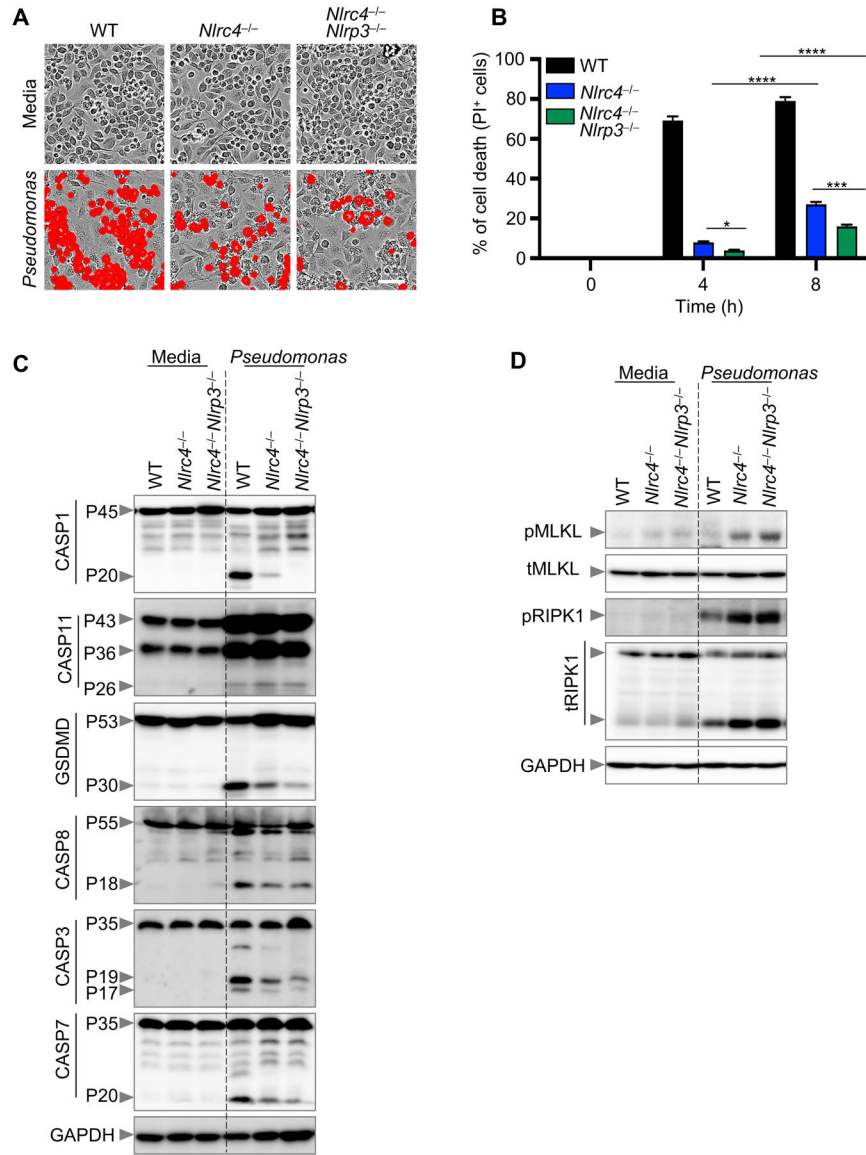 A
WT
Nlrc4–/–
Nlrc4–/–
Nlrp3–/–
Media
Pseudomonas
B
% of cell death (PI+ cells)
100
80
60
40
20
0
WT
Nlrc4–/–
Nlrc4–/–
Nlrp3–/–
****
****
*
***
0
4
8
Time (h)
C
Media
Pseudomonas
WT
Nlrc4–/–
Nlrc4–/–Nlrp3–/–
WT
Nlrc4–/–
Nlrc4–/–Nlrp3–/–
CASP1
P45
P20
CASP11
P43
P36
P26
GSDMD
P53
P30
CASP8
P55
P18
CASP3
P35
P19
P17
CASP7
P35
P20
GAPDH
D
Media
Pseudomonas
WT
Nlrc4–/–
Nlrc4–/–Nlrp3–/–
WT
Nlrc4–/–
Nlrc4–/–Nlrp3–/–
pMLKL
tMLKL
pRIPK1
tRIPK1
GAPDH